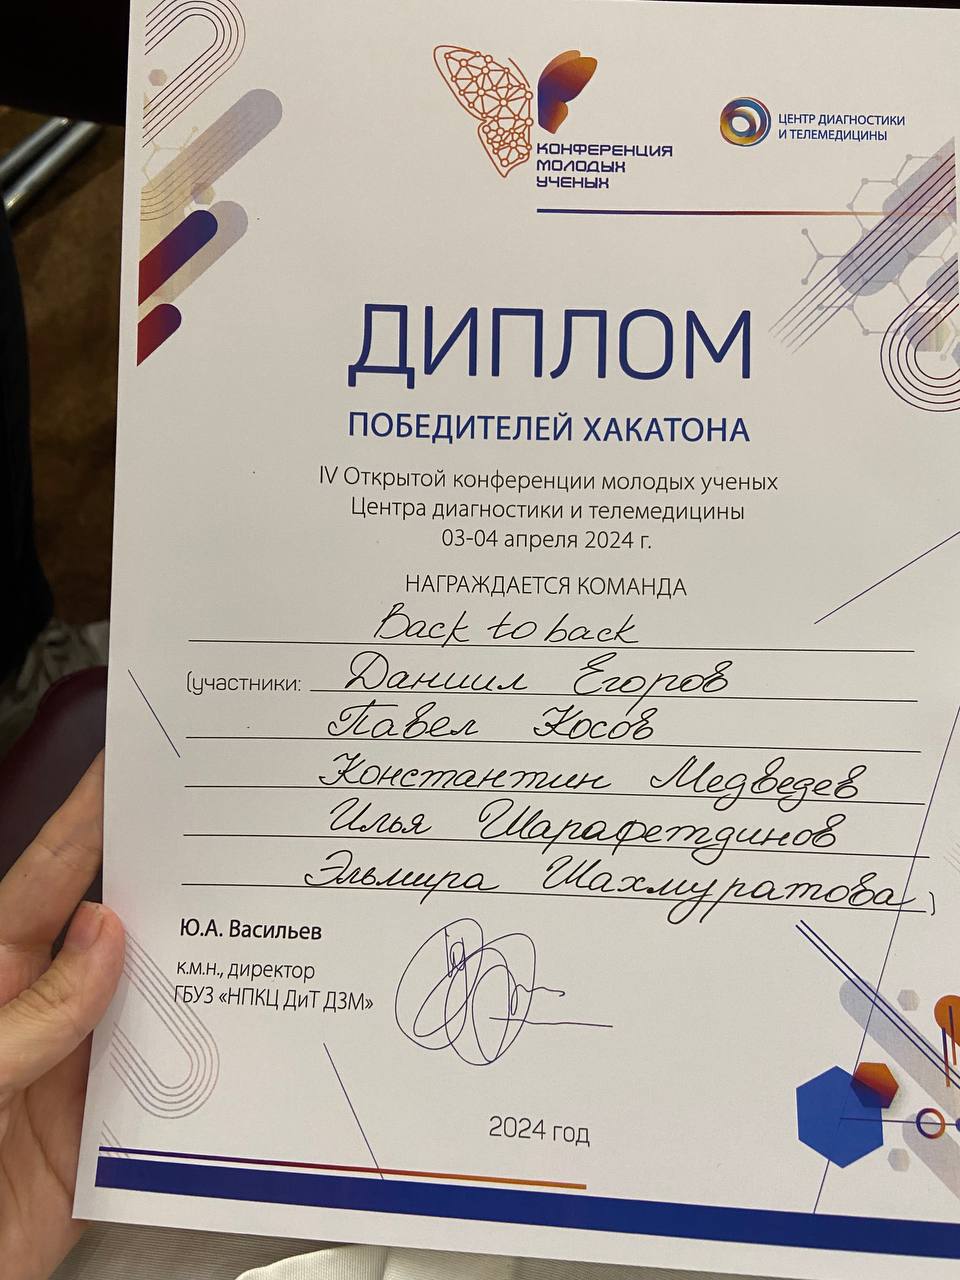 КОНФЕРЕНЦИЯ
МОЛОДЫХ
УЧЕНЫХ
ЦЕНТР ДИАГНОСТИКИ
И ТЕЛЕМЕДИЦИНЫ
ДИПЛОМ
ПОБЕДИТЕЛЕЙ ХАКАТОНА
IV Открытой конференции молодых ученых
Центра диагностики и телемедицины
03-04 апреля 2024 г.
НАГРАЖДАЕТСЯ КОМАНДА
Back to back
(участники: Даниил Егоров
Павел Косов
Константин Медведев
Илья Шарафетдинов
Эльмира Шахмуратова)
Ю.А. Васильев
к.м.н., директор
ГБУЗ «НПКЦ ДиТ ДЗМ»
2024 год